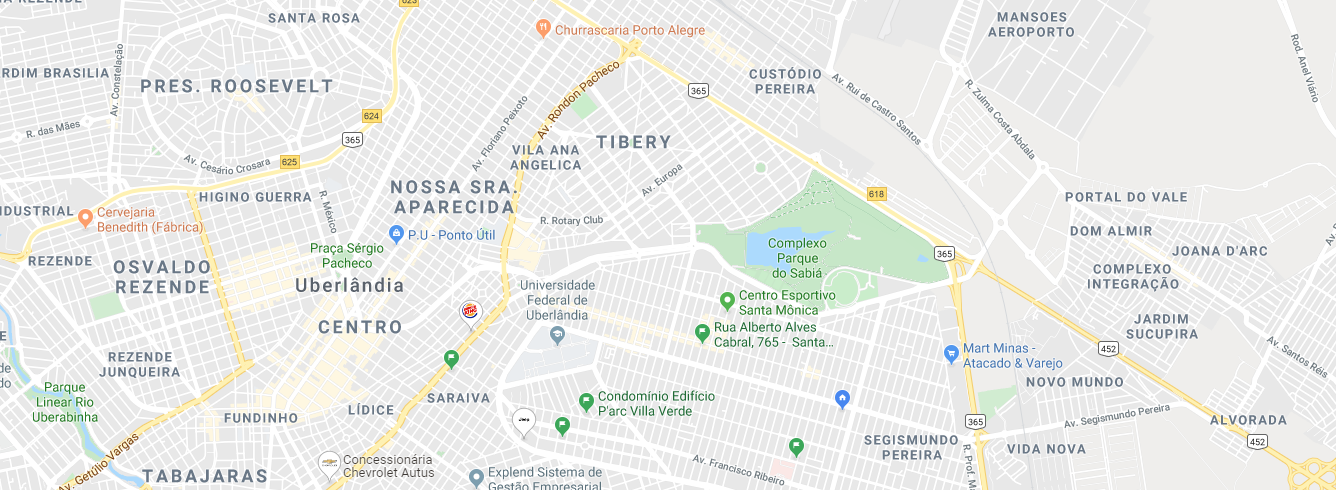 623
SANTA ROSA
MANSOES
AEROPORTO
Churrascaria Porto Alegre
Rod. Anel Viário
RDIM BRASILIA
Av. Constelação
PRES. ROOSEVELT
Av. Rondon Pacheco
365
CUSTÓDIO
PEREIRA
Av. Rui de Castro Santos
R. Zulma Costa Abdala
R. das Mães
624
365
Av. Floriano Peixoto
TIBERY
VILA ANA
ANGELICA
Av. Cesário Crosara
625
Av. Europa
NOSSA SRA.
APARECIDA
618
HIGINO GUERRA
R. México
PORTAL DO VALE
NDUSTRIAL
Cervejaria
Benedith (Fábrica)
R. Rotary Club
P.U - Ponto Útil
DOM ALMIR
JOANA D'ARC
Praça Sérgio
Pacheco
Complexo
Parque
do Sabiá
365
REZENDE
OSVALDO
REZENDE
COMPLEXO
INTEGRAÇÃO
Uberlândia
Universidade
Federal de
Uberlândia
Centro Esportivo
Santa Mônica
CENTRO
Rua Alberto Alves
Cabral, 765 - Santa...
JARDIM
SUCUPIRA
452
Av. Santos Réis
REZENDE
JUNQUEIRA
Mart Minas -
Atacado & Varejo
NOVO MUNDO
Parque
Linear Rio
Uberabinha
FUNDINHO
LÍDICE
SARAIVA
Condomínio Edifício
P'arc Villa Verde
Jeep
365
Av. Segismundo Pereira
ALVORADA
452
SEGISMUNDO
PEREIRA
VIDA NOVA
Av. Getúlio Vargas
TABAJARAS
Concessionária
Chevrolet Autus
Explend Sistema de
Gestão Empresarial
Av. Francisco Ribeiro
R. Prof. Ma